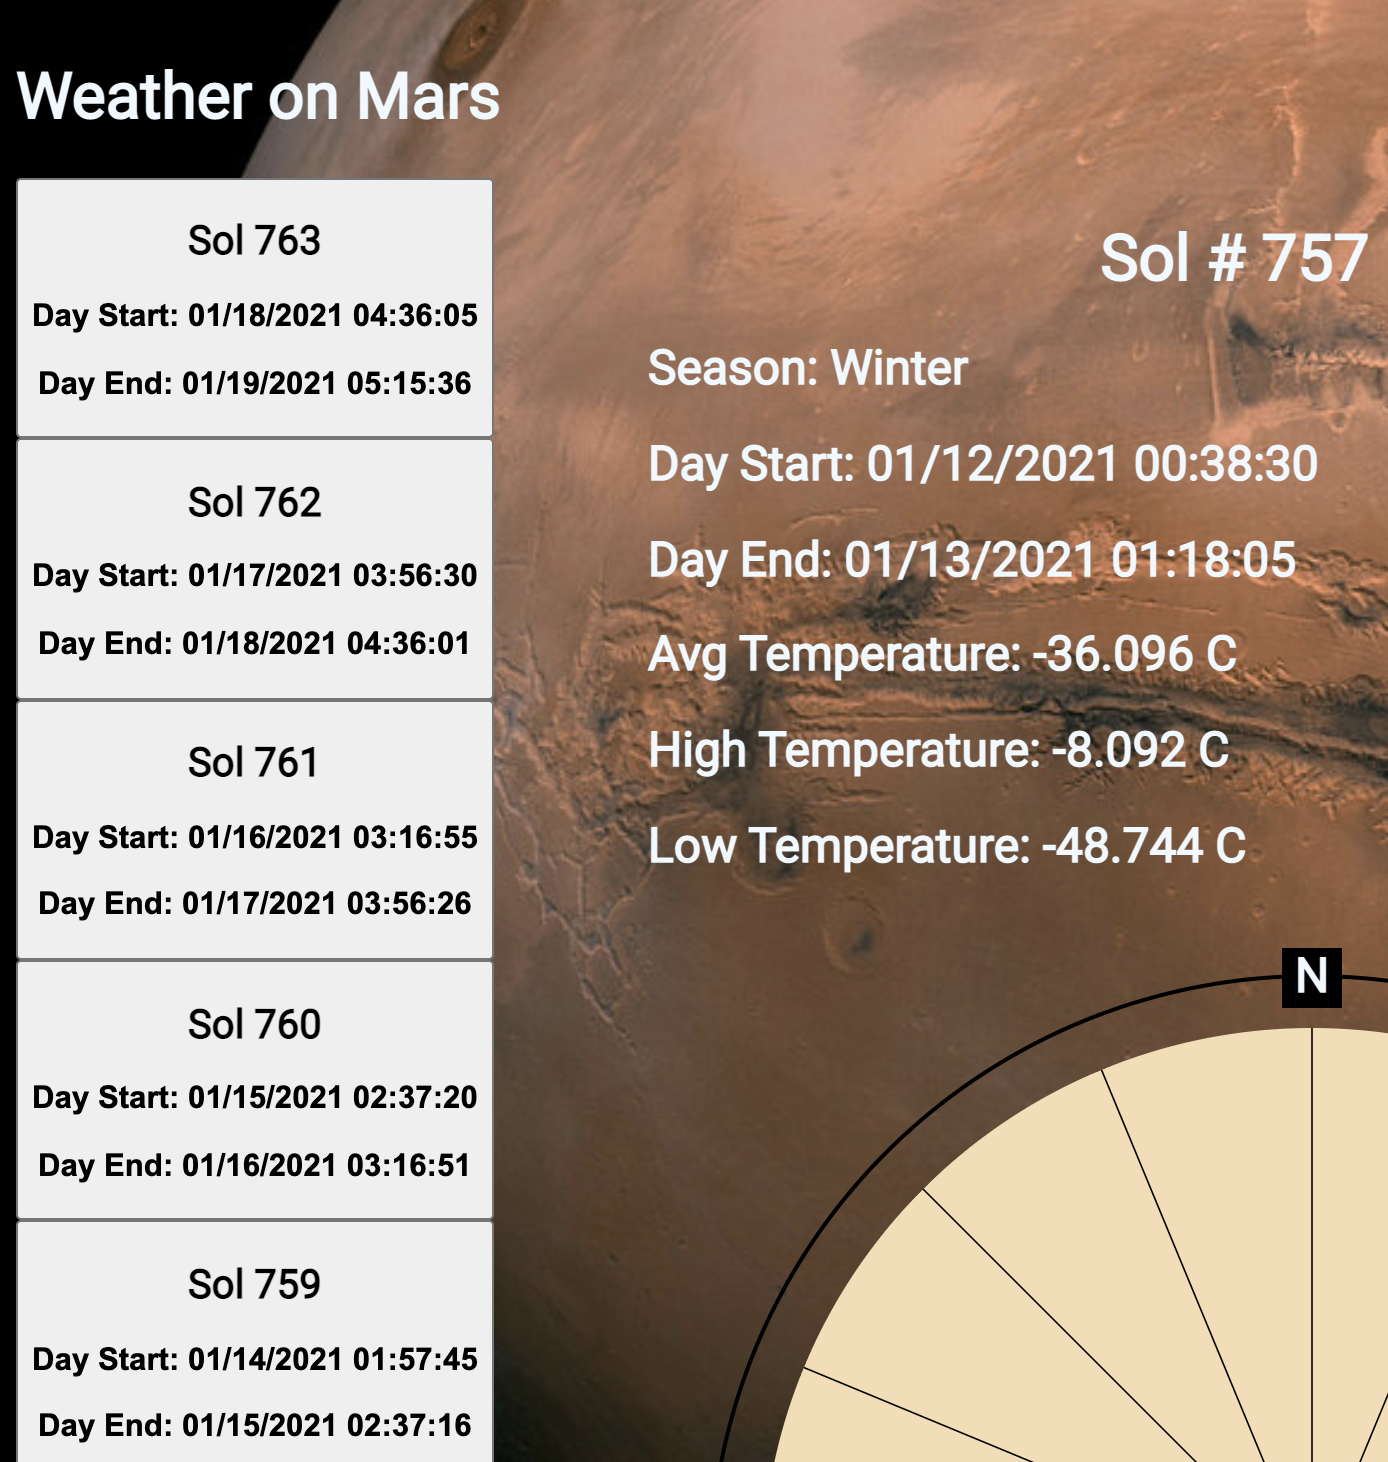 Weather on Mars
Sol 763
Day Start: 01/18/2021 04:36:05
Day End: 01/19/2021 05:15:36
Sol 762
Day Start: 01/17/2021 03:56:30
Day End: 01/18/2021 04:36:01
Sol 761
Day Start: 01/16/2021 03:16:55
Day End: 01/17/2021 03:56:26
Sol 760
Day Start: 01/15/2021 02:37:20
Day End: 01/16/2021 03:16:51
Sol 759
Day Start: 01/14/2021 01:57:45
Day End: 01/15/2021 02:37:16
Sol # 757
Season: Winter
Day Start: 01/12/2021 00:38:30
Day End: 01/13/2021 01:18:05
Avg Temperature: -36.096 C
High Temperature: -8.092 C
Low Temperature: -48.744 C
N